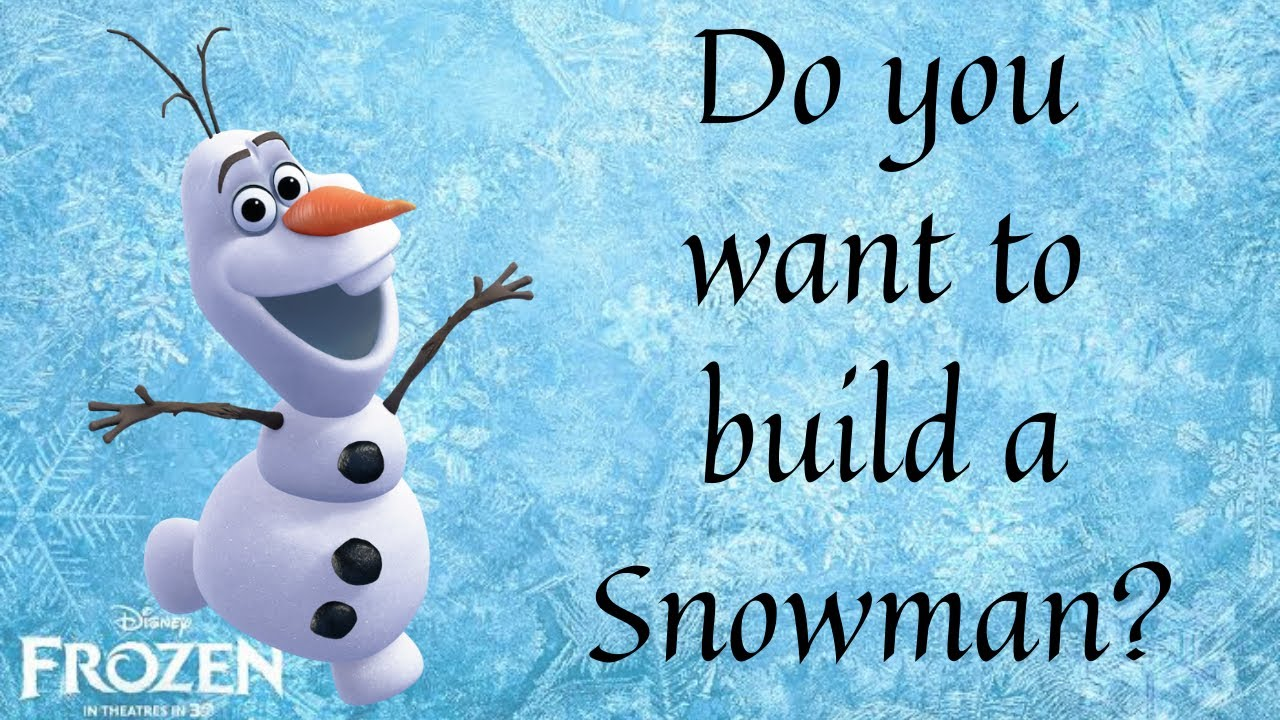 Do you
want to
build a
Snowman?
Disney
FROZEN
IN THEATRES IN 3D